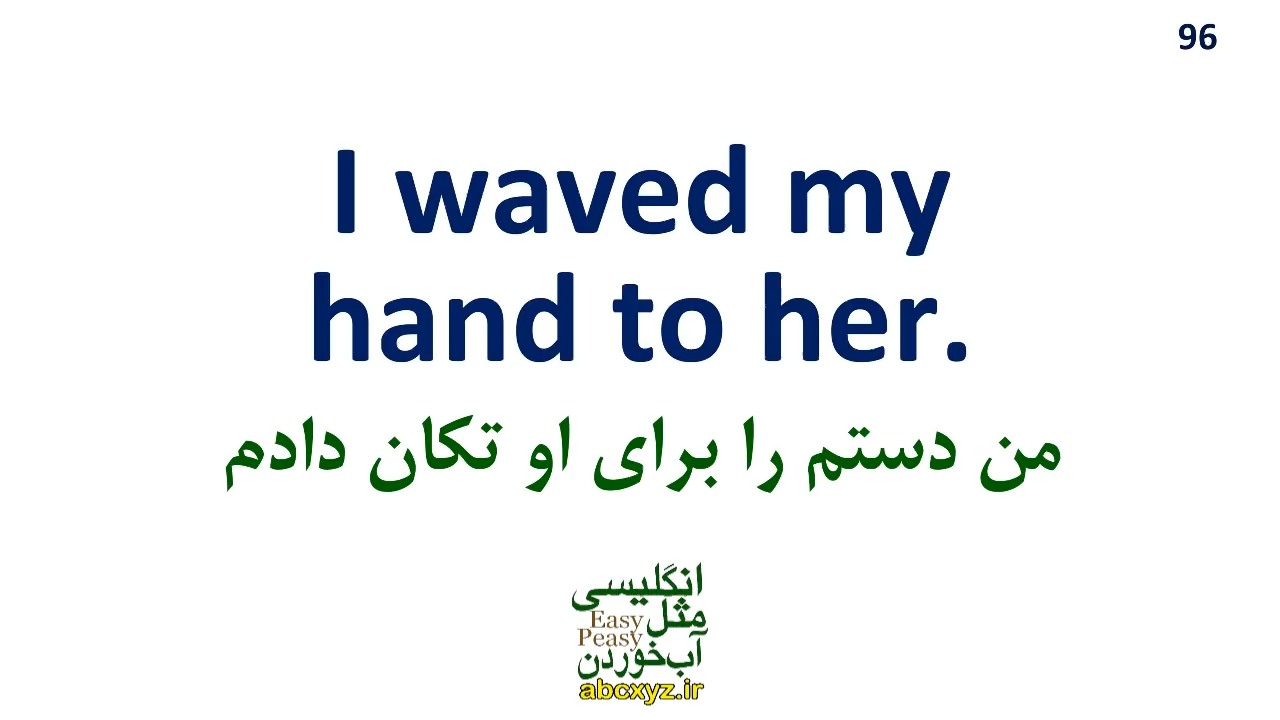 96
I waved my
hand to her.
من دستم را برای او تکان دادم
انگلیسی
مثل Easy
Peasy
آب‌خوردن
abcxyz.ir